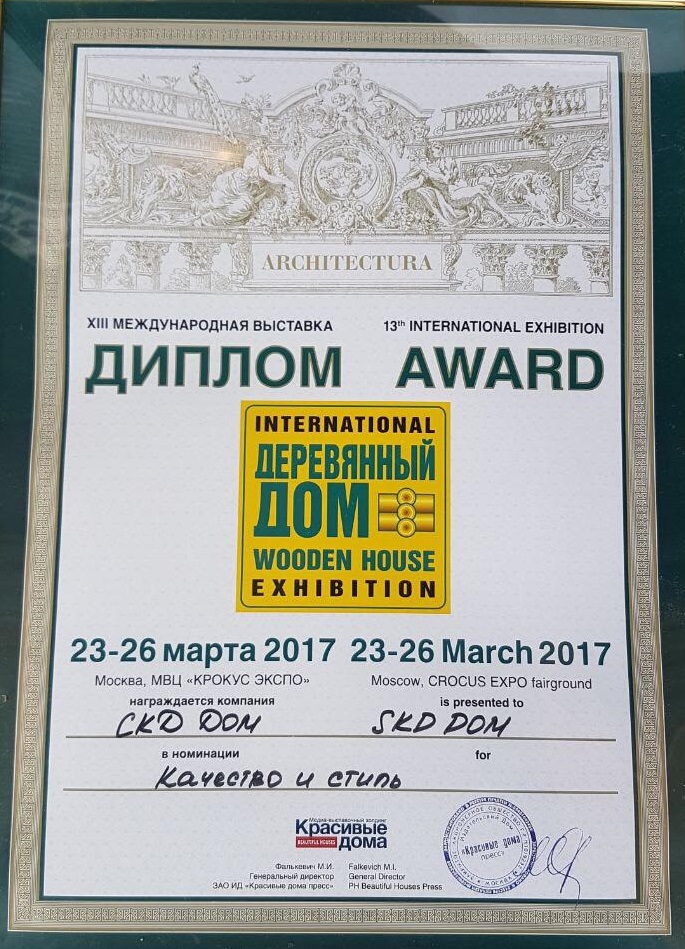 ARCHITECTURA
XIII МЕЖДУНАРОДНАЯ ВЫСТАВКА
ДИПЛОМ
13th INTERNATIONAL EXHIBITION
AWARD
INTERNATIONAL
ДЕРЕВЯННЫЙ
ДОМ
WOODEN HOUSE
EXHIBITION
23-26 марта 2017
Москва, МВЦ «КРОКУС ЭКСПО»
награждается компания
СКД ДОМ
23-26 March 2017
Moscow, CROCUS EXPO fairground
is presented to
SKD DOM
в номинации
for
Качество и стиль
Медиа-выставочный холдинг
Красивые
BEAUTIFUL HOUSES дома
Фалькевич М.И.
Генеральный директор
ЗАО ИД «Красивые дома пресс»
Falkevich M.I.
General Director
PH Beautiful Houses Press
Издательский Дом
«Красивые дома
пресс»